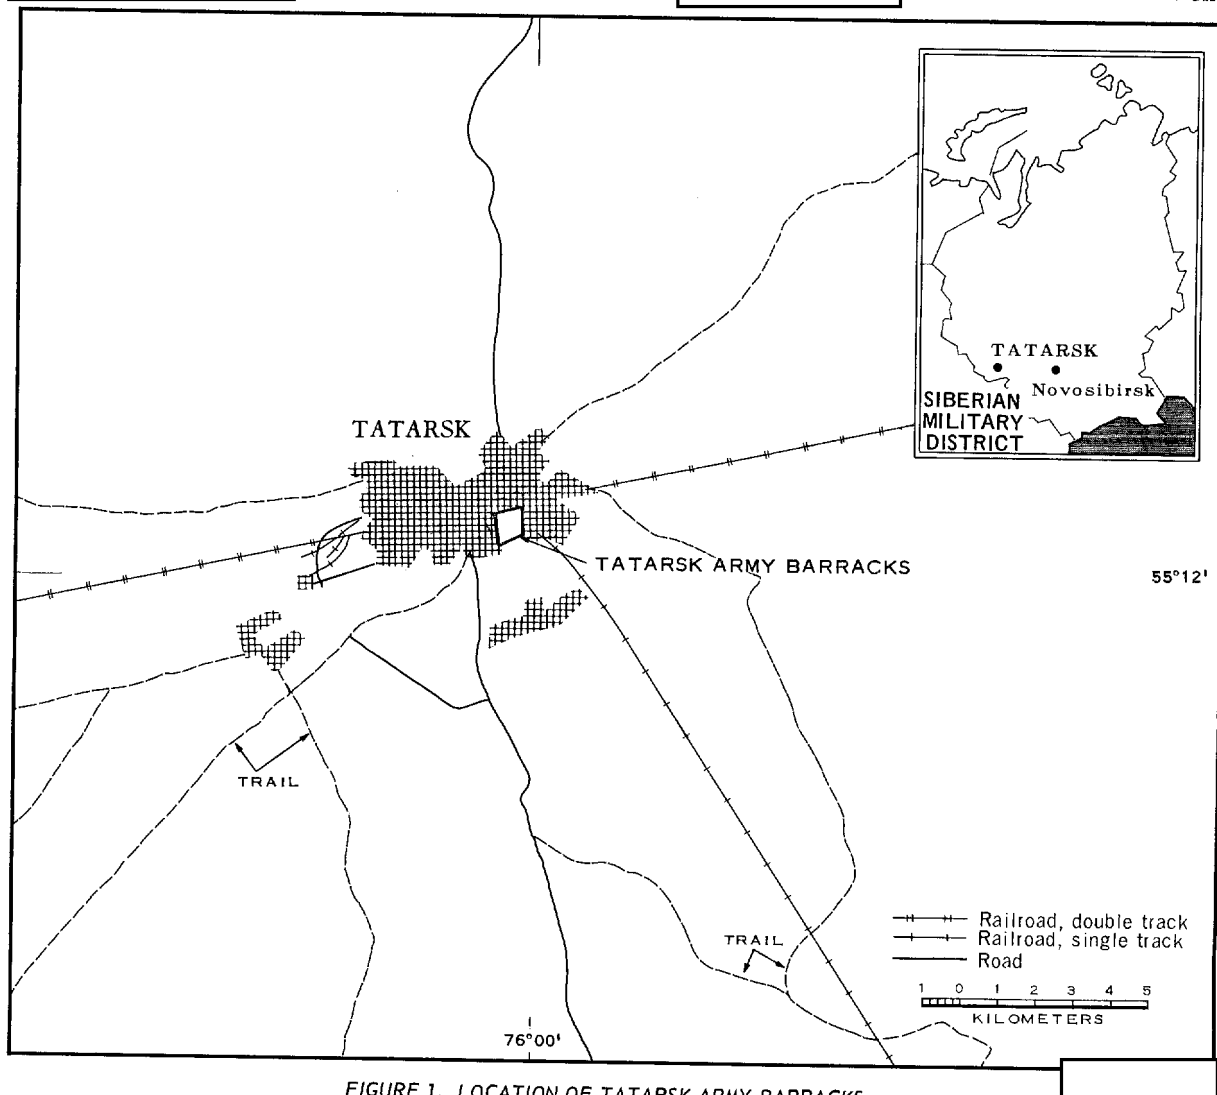 TATARSK
Novosibirsk
SIBERIAN
MILITARY
DISTRICT
TATARSK
TATARSK ARMY BARRACKS
55°12'
TRAIL
TRAIL
Railroad, double track
Railroad, single track
Road
1 0 1 2 3 4 5
KILOMETERS
76°00'
FIGURE 1. LOCATION OF TATARSK ARMY BARRACKS